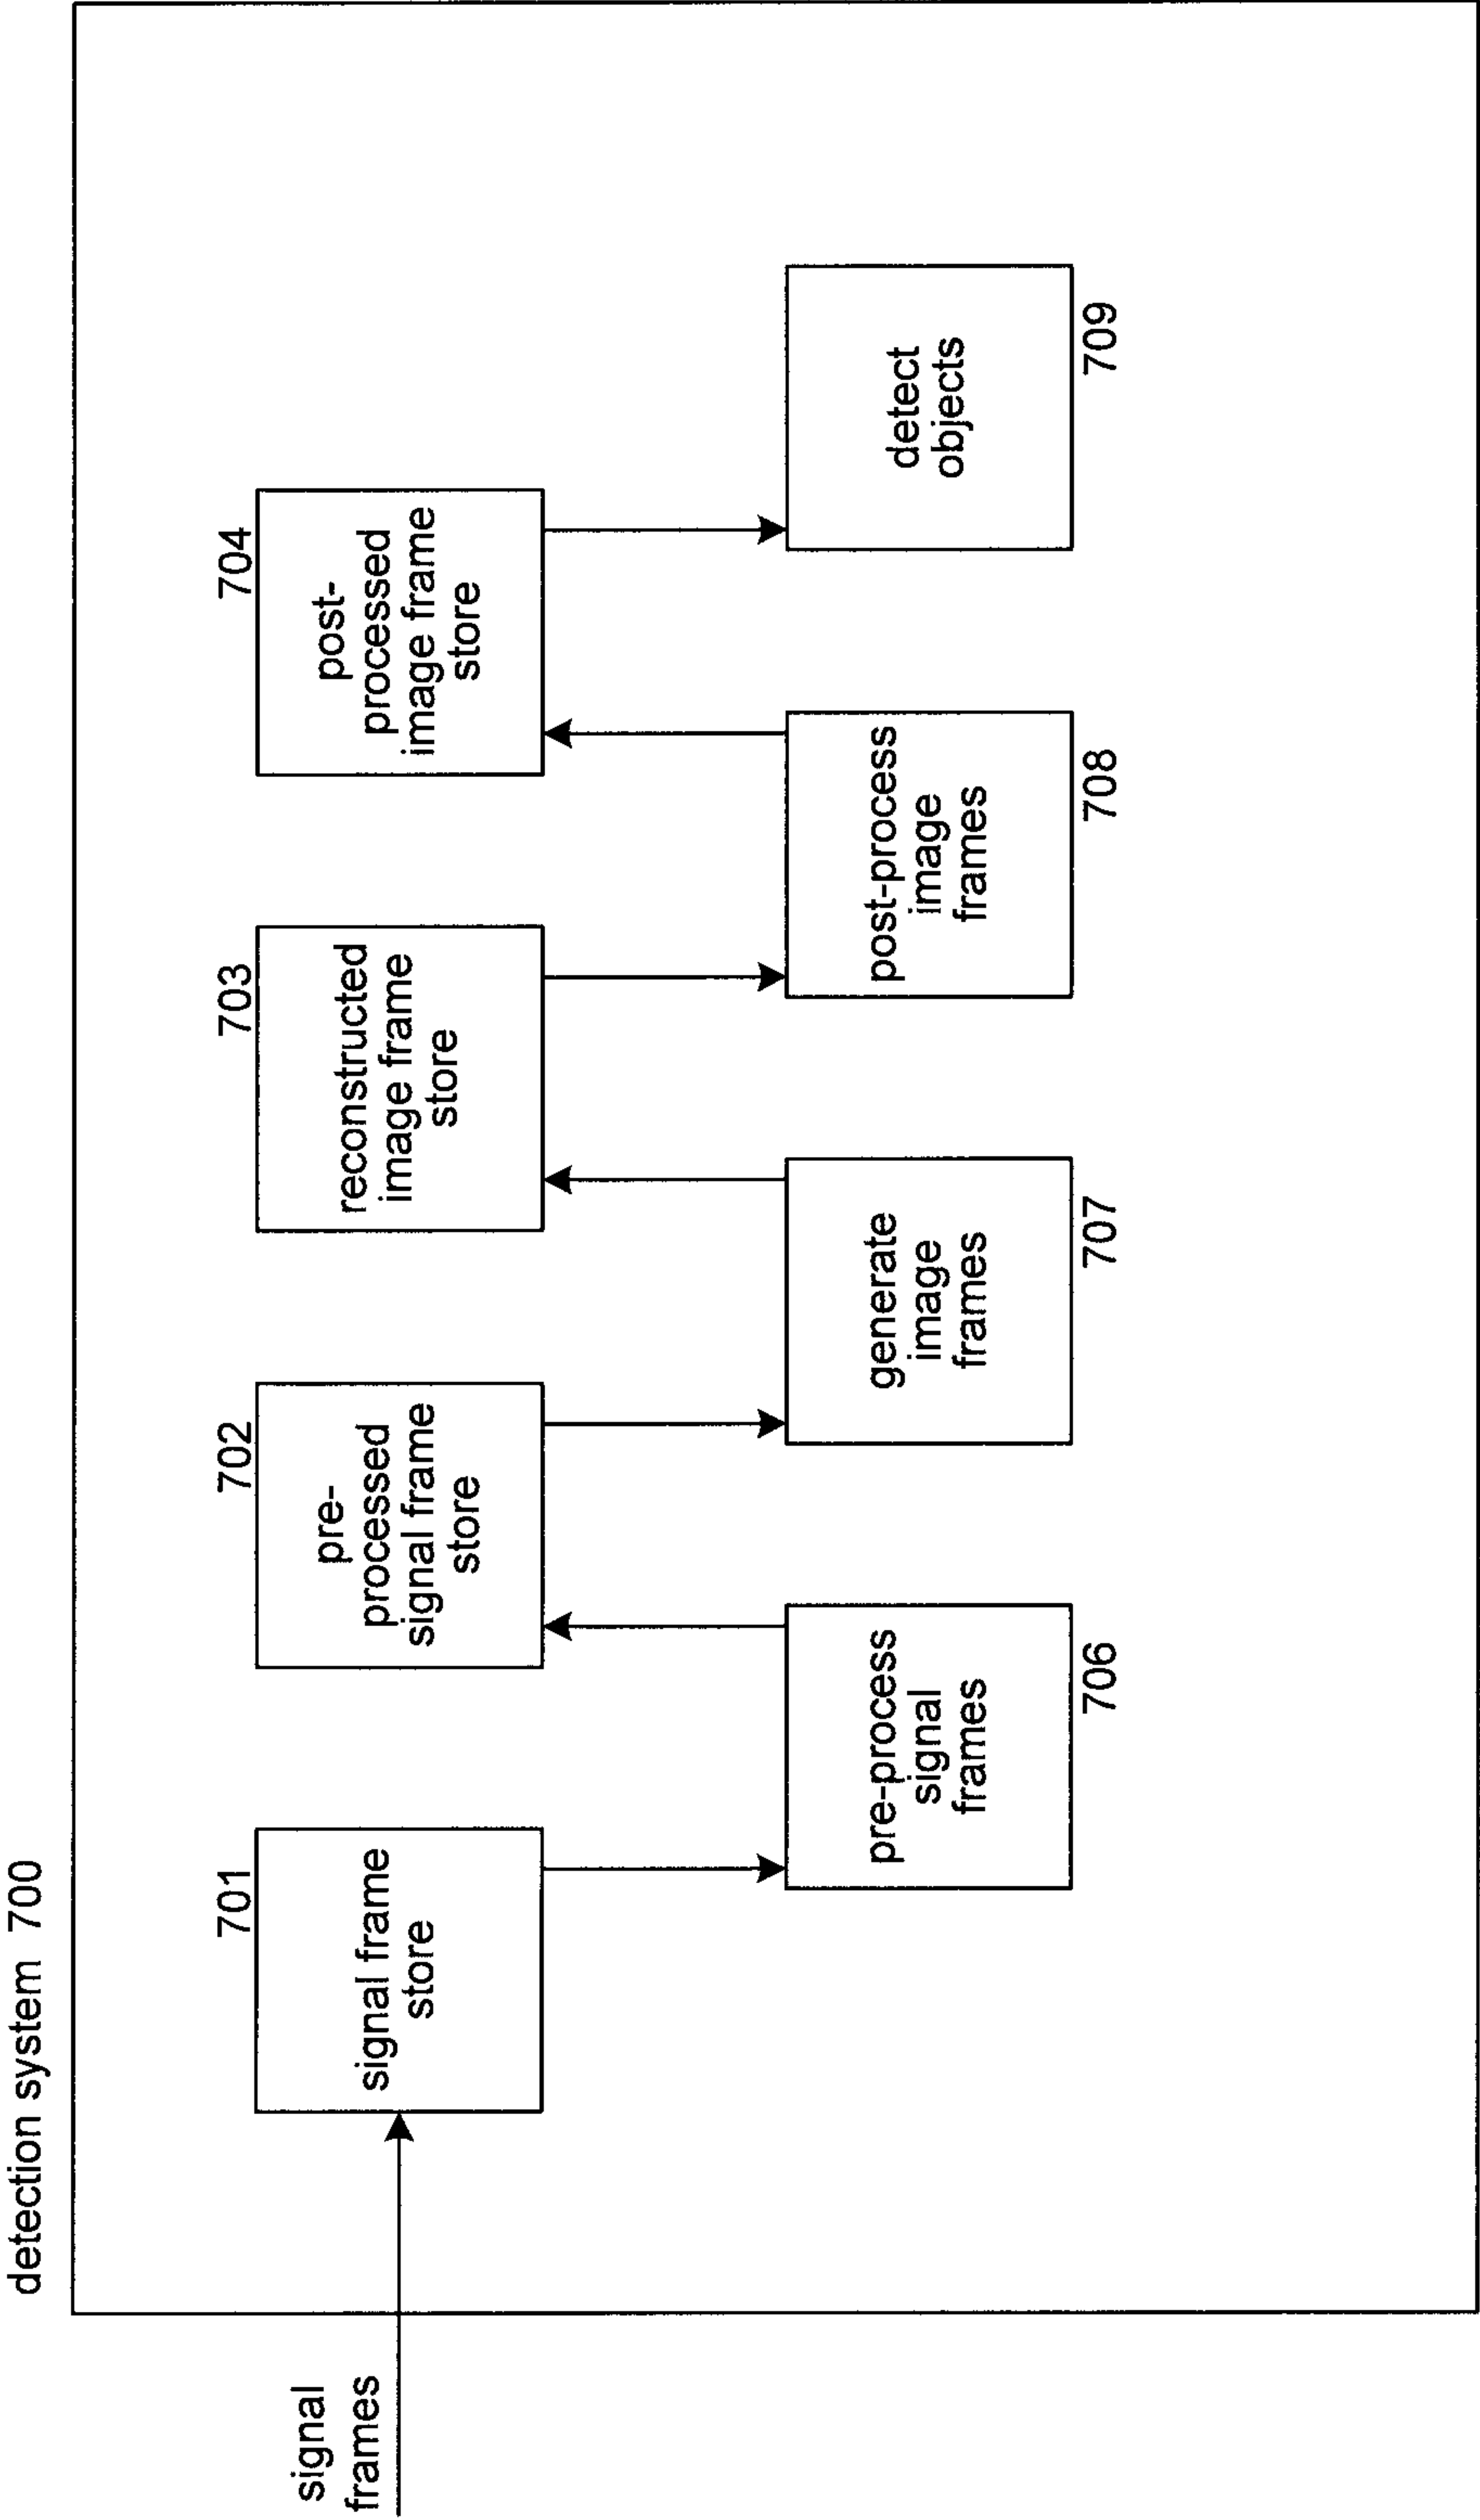 detection system 700
signal
frames
701
signal frame
store
702
pre-
processed
signal frame
store
703
reconstructed
image frame
store
704
post-
processed
image frame
store
pre-process
signal
frames
706
generate
image
frames
707
post-process
image
frames
708
detect
objects
709